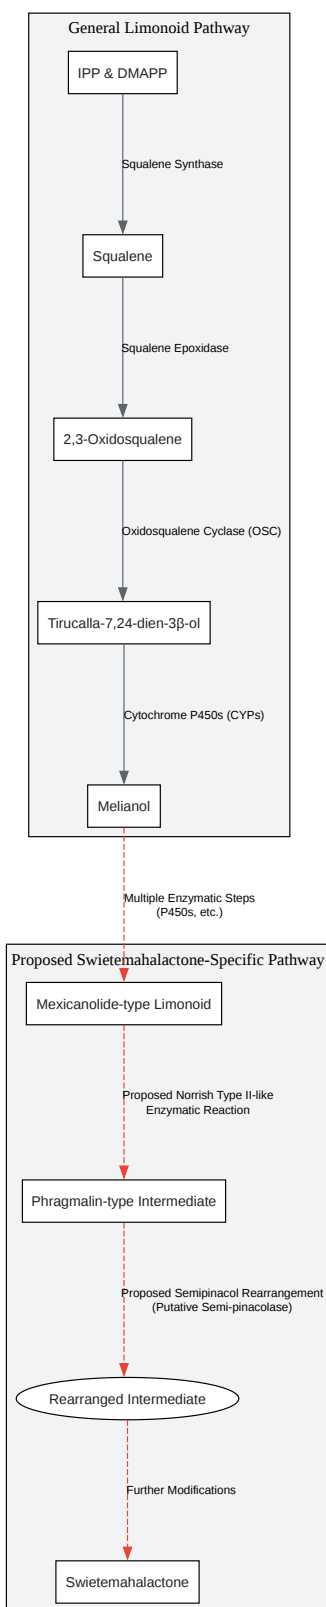 General Limonoid Pathway
IPP & DMAPP
Squalene Synthase
Squalene
Squalene Epoxidase
2,3-Oxidosqualene
Oxidosqualene Cyclase (OSC)
Tirucalla-7,24-dien-3β-ol
Cytochrome P450s (CYPs)
Melianol
Multiple Enzymatic Steps
(P450s, etc.)
Proposed Swietemahalactone-Specific Pathway
Mexicanolide-type Limonoid
Proposed Norrish Type II-like
Enzymatic Reaction
Phragmalin-type Intermediate
Proposed Semipinacol Rearrangement
(Putative Semi-pinacolase)
Rearranged Intermediate
Further Modifications
Swietemahalactone